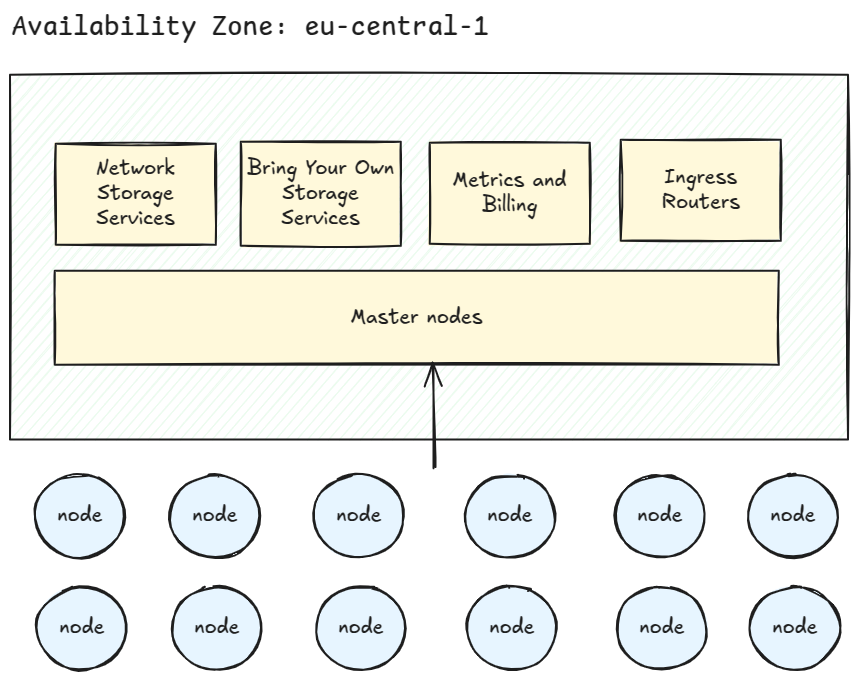 Availability Zone: eu-central-1
Network
Storage
Services
Bring Your Own
Storage
Services
Metrics and
Billing
Ingress
Routers
Master nodes
node
node
node
node
node
node
node
node
node
node
node
node